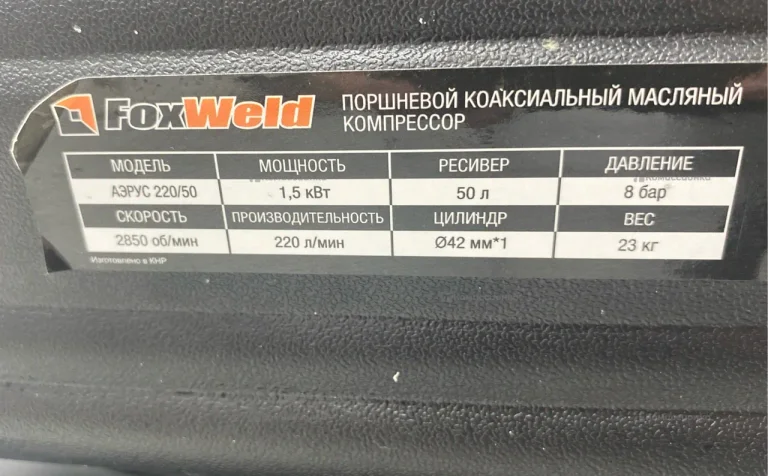 FoxWeld
ПОРШНЕВОЙ КОАКСИАЛЬНЫЙ МАСЛЯНЫЙ
КОМПРЕССОР
МОДЕЛЬ МОЩНОСТЬ РЕСИВЕР ДАВЛЕНИЕ
АЭРУС 220/50 1,5 кВт 50 л 8 бар
СКОРОСТЬ ПРОИЗВОДИТЕЛЬНОСТЬ ЦИЛИНДР ВЕС
2850 об/мин 220 л/мин Ø42 мм*1 23 кг
Изготовлено в КНР